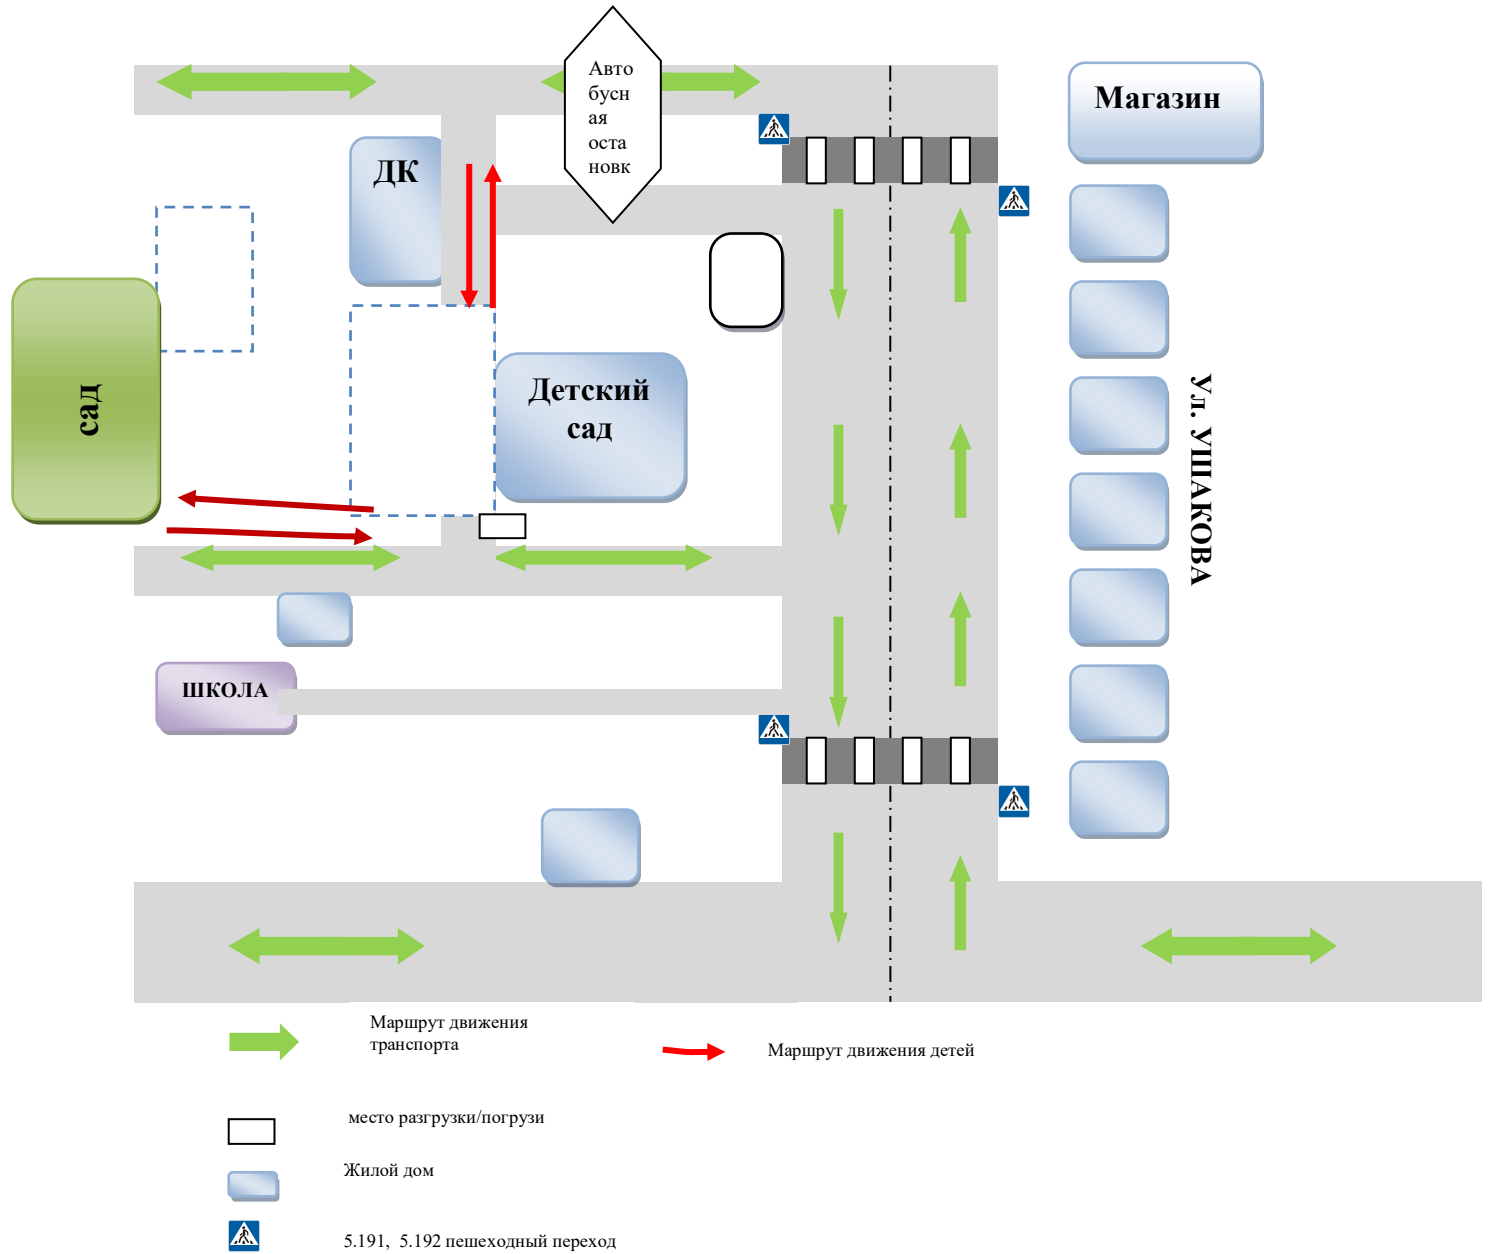 Авто
бусн
ая
оста
новк
Магазин
ДК
сад
Детский
сад
Ул. УШАКОВА
ШКОЛА
Маршрут движения
транспорта
Маршрут движения детей
место разгрузки/погрузи
Жилой дом
5.191, 5.192 пешеходный переход